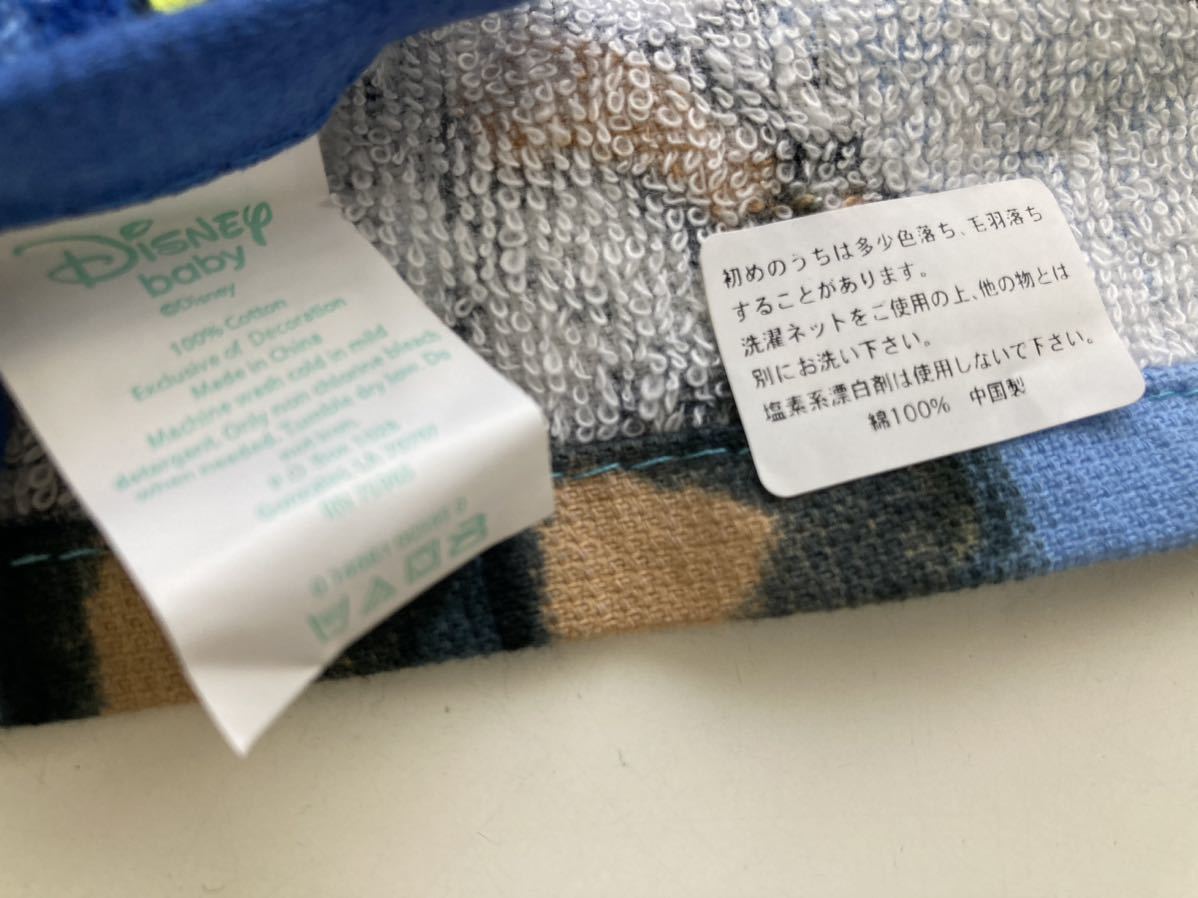 Disney
baby
©Disney
100% Cotton
Exclusive of Decoration
Made in China
Machine wash cold in mild
detergent. Only non-chlorine bleach
when needed. Tumble dry low. Do
not iron.
初めのうちは多少色落ち、毛羽落ち
することがあります。
洗濯ネットをご使用の上、他の物とは
別にお洗い下さい。
塩素系漂白剤は使用しないで下さい。
綿100% 中国製